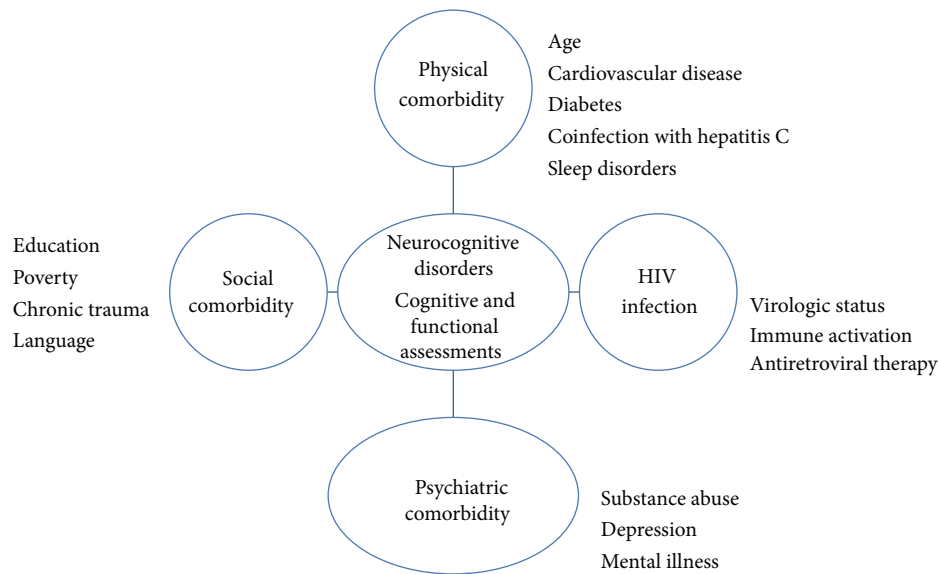 Physical
comorbidity
Age
Cardiovascular disease
Diabetes
Coinfection with hepatitis C
Sleep disorders
Education
Poverty
Chronic trauma
Language
Social
comorbidity
Neurocognitive
disorders
Cognitive and
functional
assessments
HIV
infection
Virologic status
Immune activation
Antiretroviral therapy
Psychiatric
comorbidity
Substance abuse
Depression
Mental illness